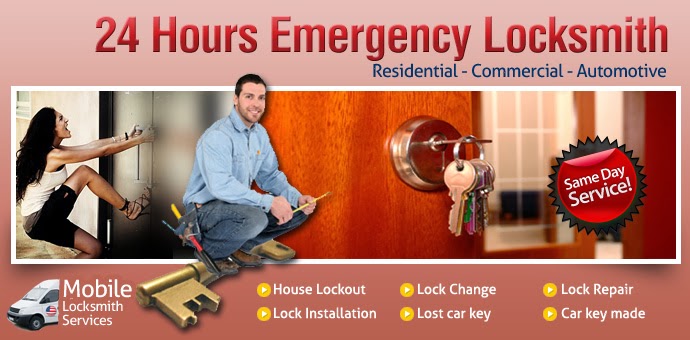 24 Hours Emergency Locksmith
Residential - Commercial - Automotive
Same Day
Service!
Mobile
Locksmith
Services
House Lockout
Lock Change
Lock Repair
Lock Installation
Lost car key
Car key made